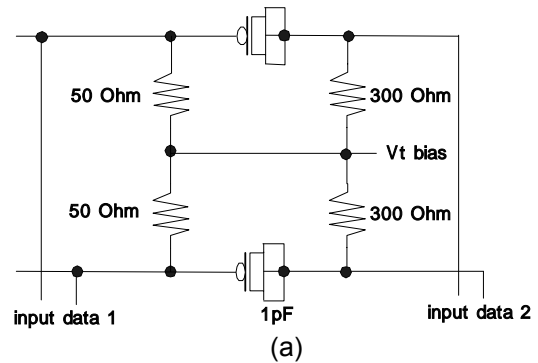 50 Ohm
300 Ohm
Vt bias
50 Ohm
300 Ohm
input data 1
1pF
input data 2
(a)